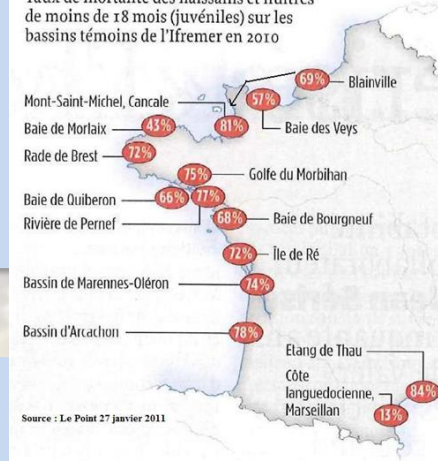 Taux de mortalité des naissains et huîtres
de moins de 18 mois (juvéniles) sur les
bassins témoins de l'Ifremer en 2010
69%
Blainville
Mont-Saint-Michel, Cancale
57%
Baie de Morlaix
43%
81%
Baie des Veys
Rade de Brest
72%
75%
Golfe du Morbihan
Baie de Quiberon
66%
77%
Rivière de Pernef
68%
Baie de Bourgneuf
72%
Île de Ré
Bassin de Marennes-Oléron
74%
Bassin d'Arcachon
78%
Etang de Thau
84%
Côte
languedocienne,
Marseillan
13%
Source : Le Point 27 janvier 2011